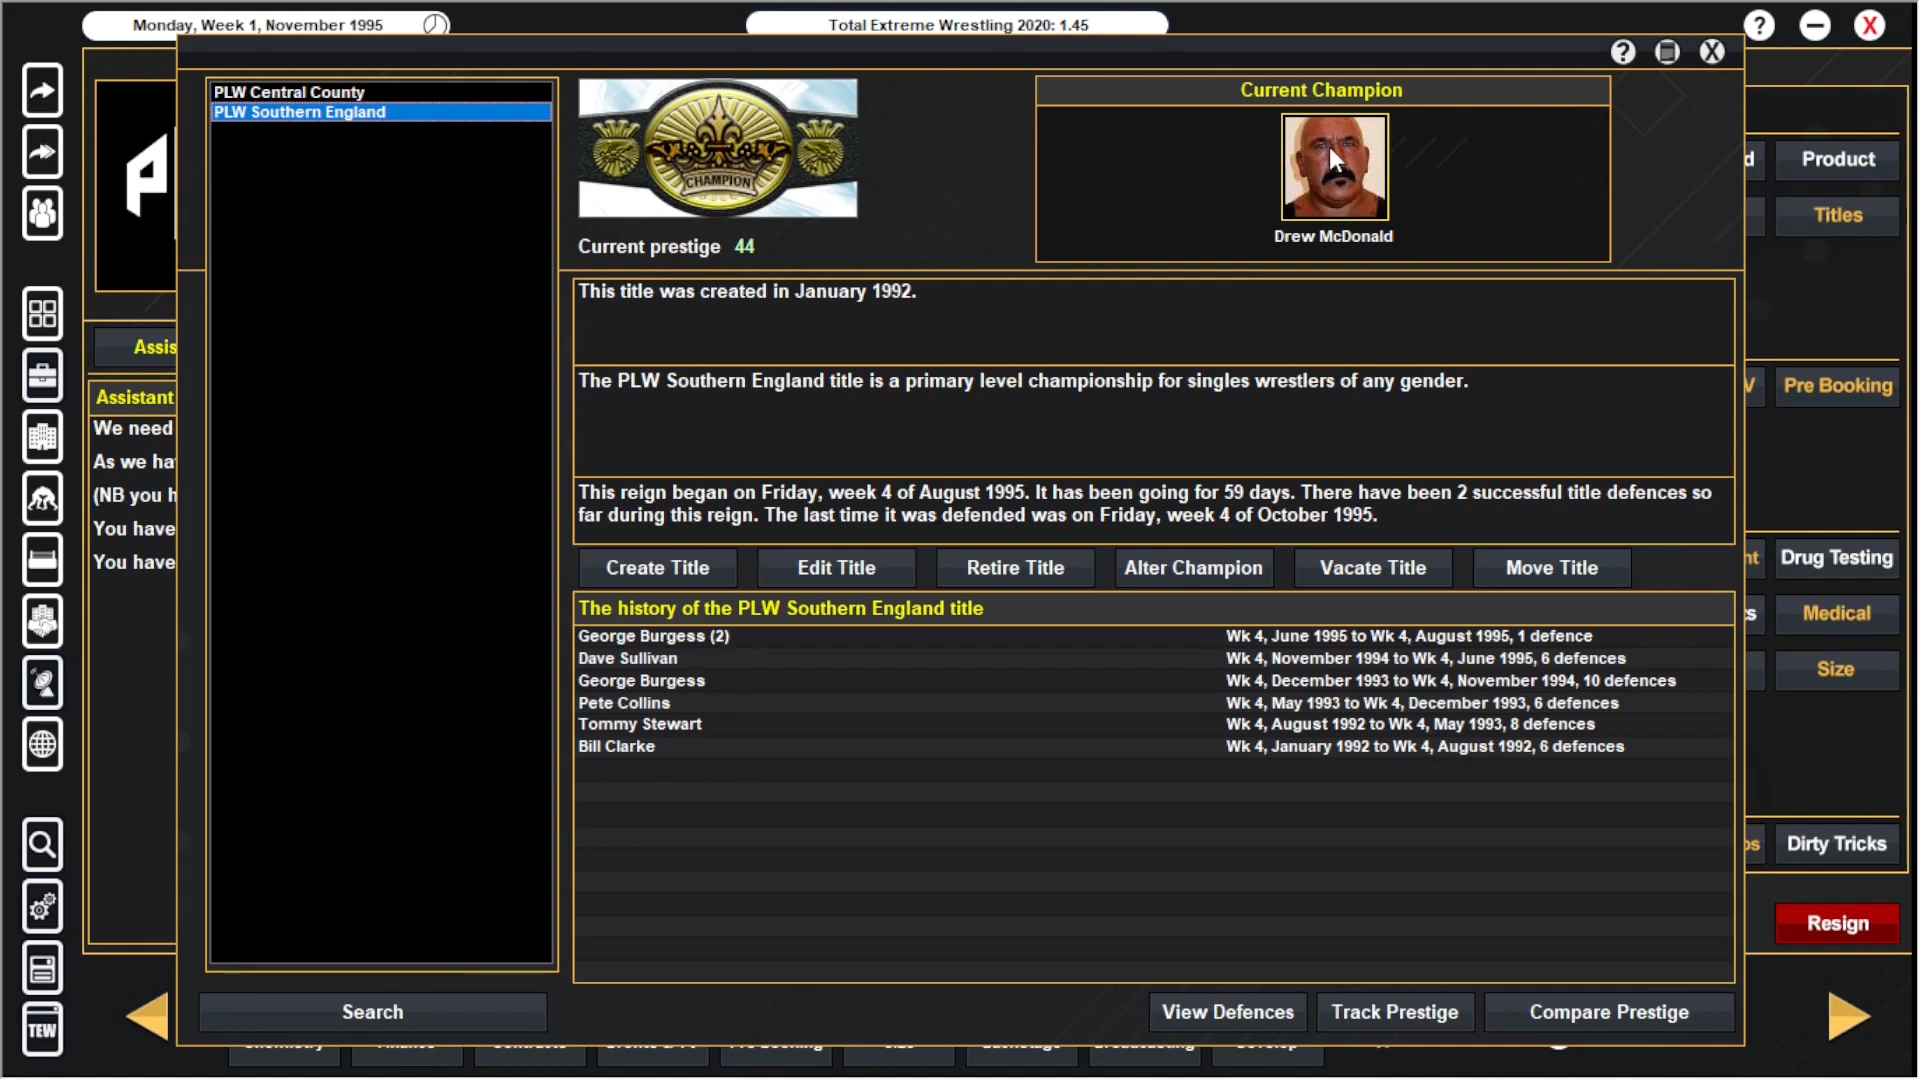 Monday, Week 1, November 1995
Total Extreme Wrestling 2020: 1.45
PLW Central County
PLW Southern England
CHAMPION
Current prestige 44
Current Champion
Drew McDonald
Product
Titles
Pre Booking
Drug Testing
Medical
Size
Dirty Tricks
Resign
Assis
Assistant
We need
As we ha
(NB you h
You have
You have
This title was created in January 1992.
The PLW Southern England title is a primary level championship for singles wrestlers of any gender.
This reign began on Friday, week 4 of August 1995. It has been going for 59 days. There have been 2 successful title defences so
far during this reign. The last time it was defended was on Friday, week 4 of October 1995.
Create Title
Edit Title
Retire Title
Alter Champion
Vacate Title
Move Title
The history of the PLW Southern England title
George Burgess (2) Wk 4, June 1995 to Wk 4, August 1995, 1 defence
Dave Sullivan Wk 4, November 1994 to Wk 4, June 1995, 6 defences
George Burgess Wk 4, December 1993 to Wk 4, November 1994, 10 defences
Pete Collins Wk 4, May 1993 to Wk 4, December 1993, 6 defences
Tommy Stewart Wk 4, August 1992 to Wk 4, May 1993, 8 defences
Bill Clarke Wk 4, January 1992 to Wk 4, August 1992, 6 defences
Search
View Defences
Track Prestige
Compare Prestige
TEW